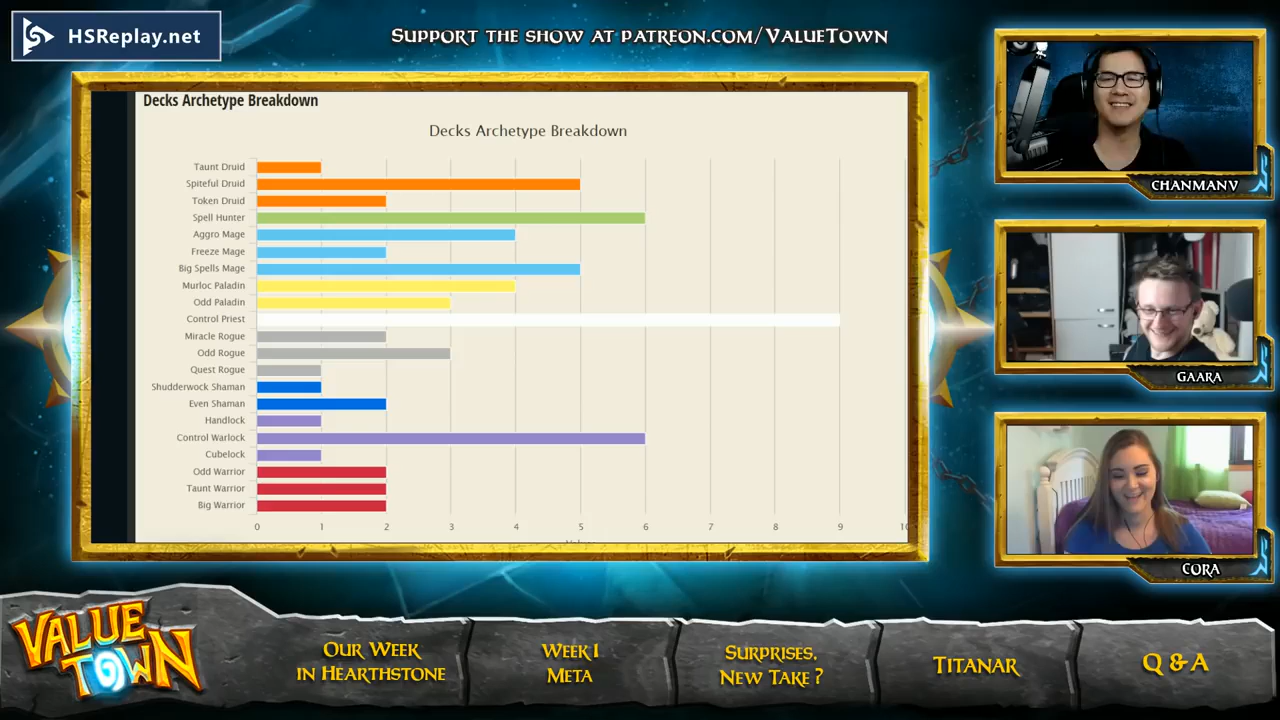 HSReplay.net
Support the show at patreon.com/ValueTown
Decks Archetype Breakdown
Decks Archetype Breakdown
Taunt Druid
Spiteful Druid
Token Druid
Spell Hunter
Aggro Mage
Freeze Mage
Big Spells Mage
Murloc Paladin
Odd Paladin
Control Priest
Miracle Rogue
Odd Rogue
Quest Rogue
Shudderwock Shaman
Even Shaman
Handlock
Control Warlock
Cubelock
Odd Warrior
Taunt Warrior
Big Warrior
0 1 2 3 4 5 6 7 8 9
ChanManV
Gaara
Cora
Value
Town
Our Week
in Hearthstone
Week 1
Meta
Surprises,
New Take ?
Titanar
Q & A